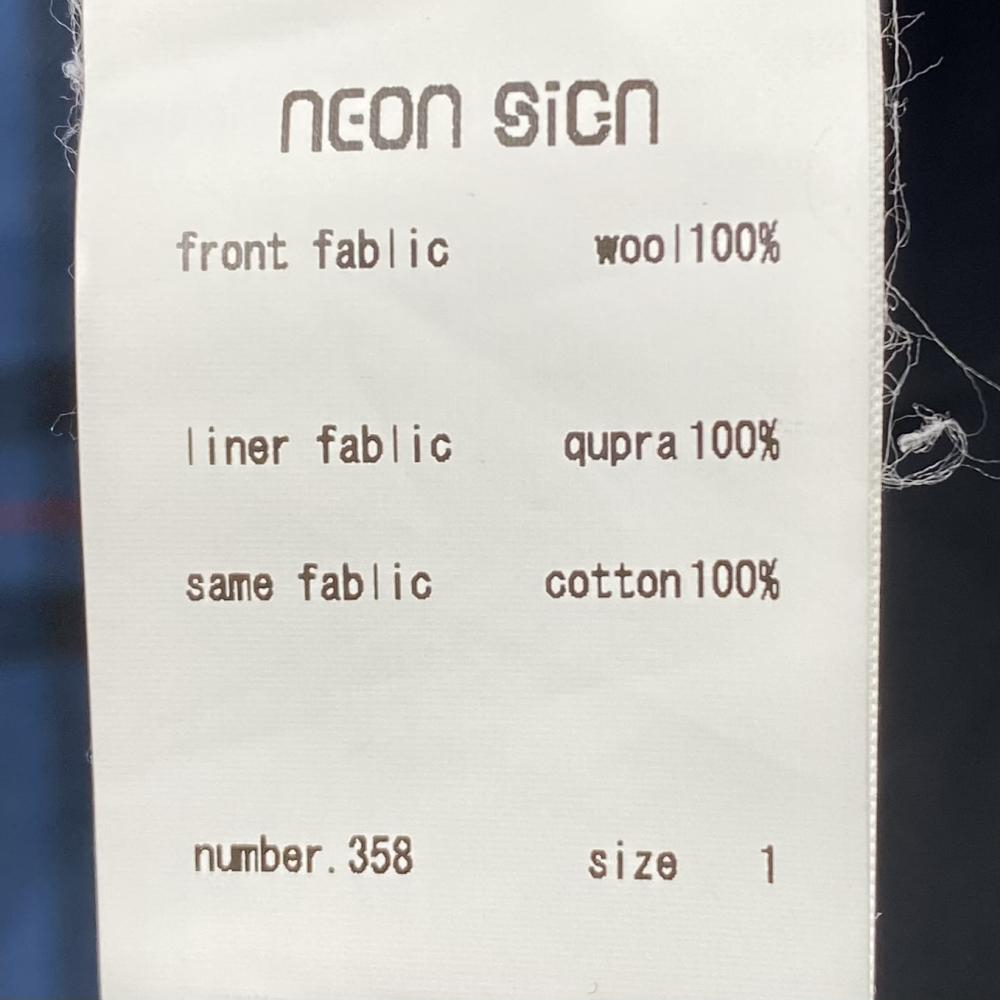 NEON SiGN
front fablic wool100%
liner fablic qupra100%
same fablic cotton100%
number.358 size 1